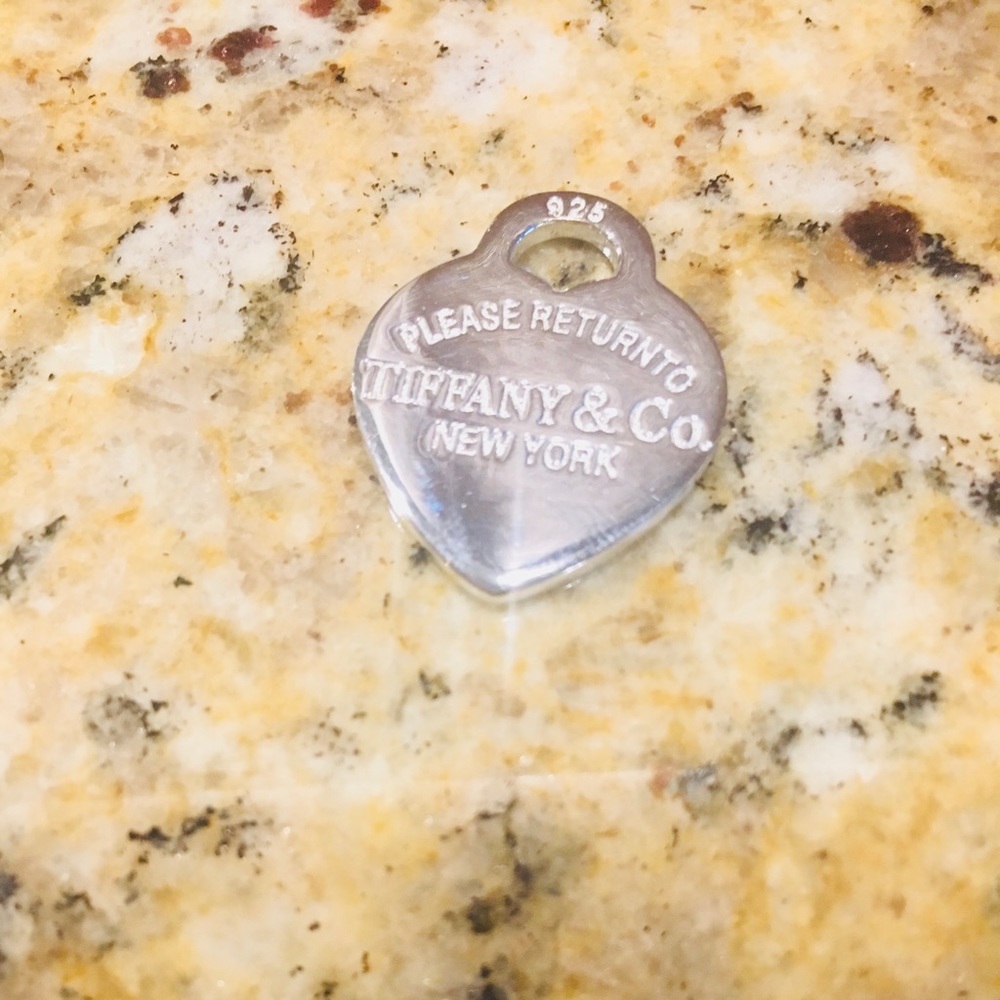 925
PLEASE RETURN TO
TIFFANY & CO.
NEW YORK